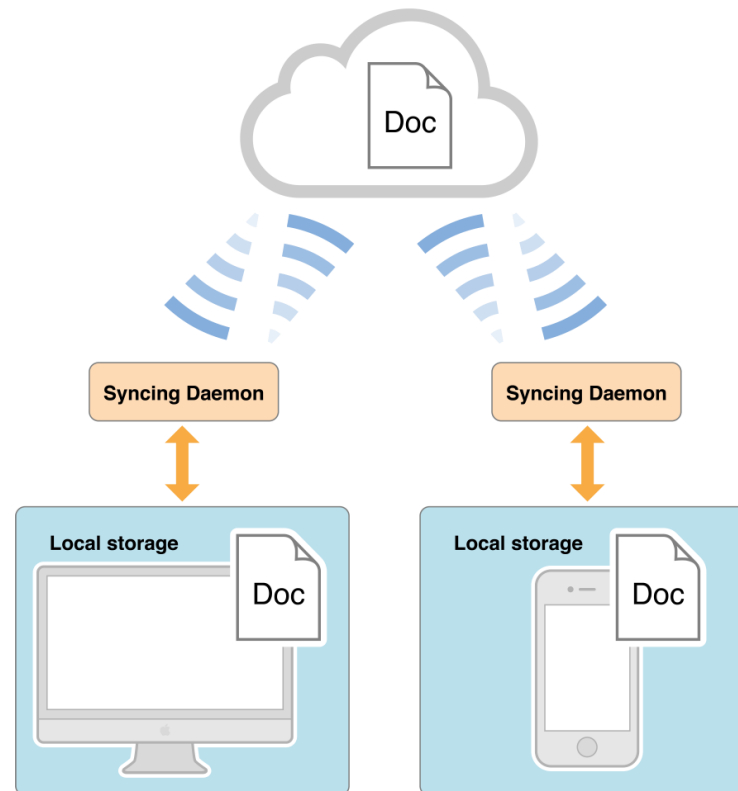 Doc
Syncing Daemon
Syncing Daemon
Local storage
Doc
Local storage
Doc